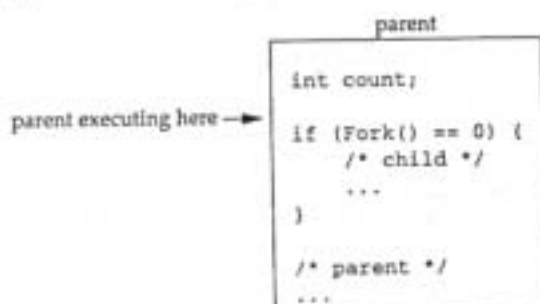 parent
int count;
parent executing here
if (Fork() == 0) {
/* child */
...
}
/* parent */
...